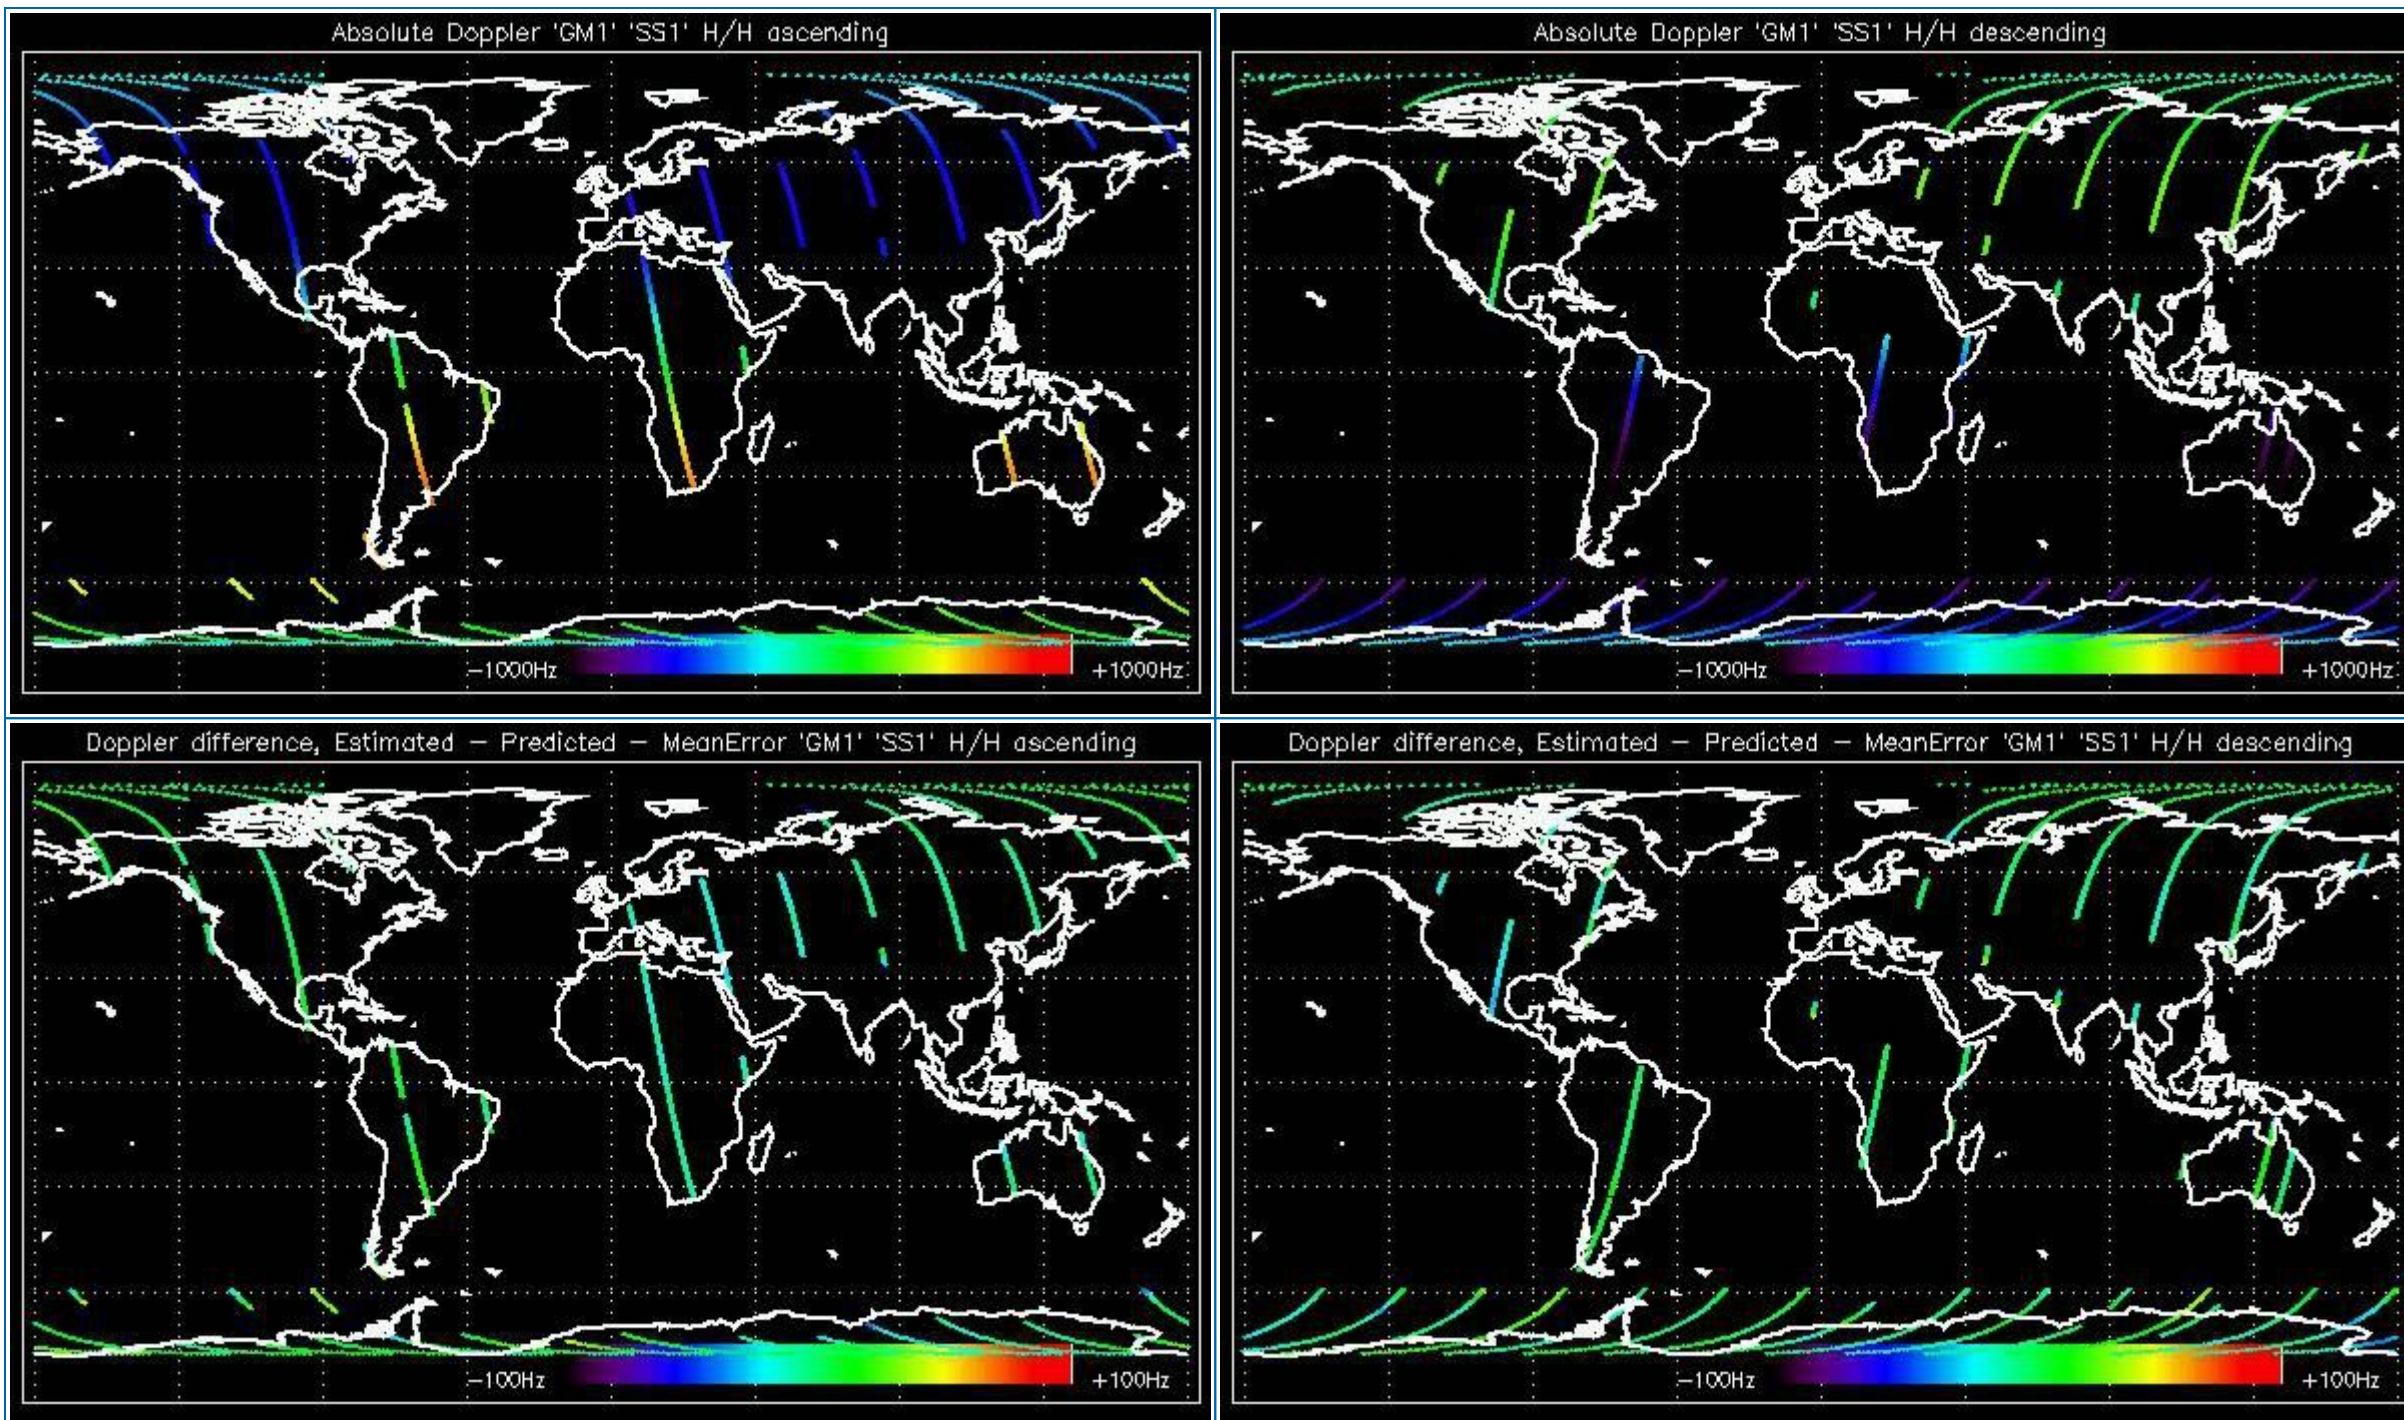 Absolute Doppler 'GM1' 'SS1' H/H ascending
−1000Hz
+1000Hz
Absolute Doppler 'GM1' 'SS1' H/H descending
−1000Hz
+1000Hz
Doppler difference, Estimated − Predicted − MeanError 'GM1' 'SS1' H/H ascending
−100Hz
+100Hz
Doppler difference, Estimated − Predicted − MeanError 'GM1' 'SS1' H/H descending
−100Hz
+100Hz